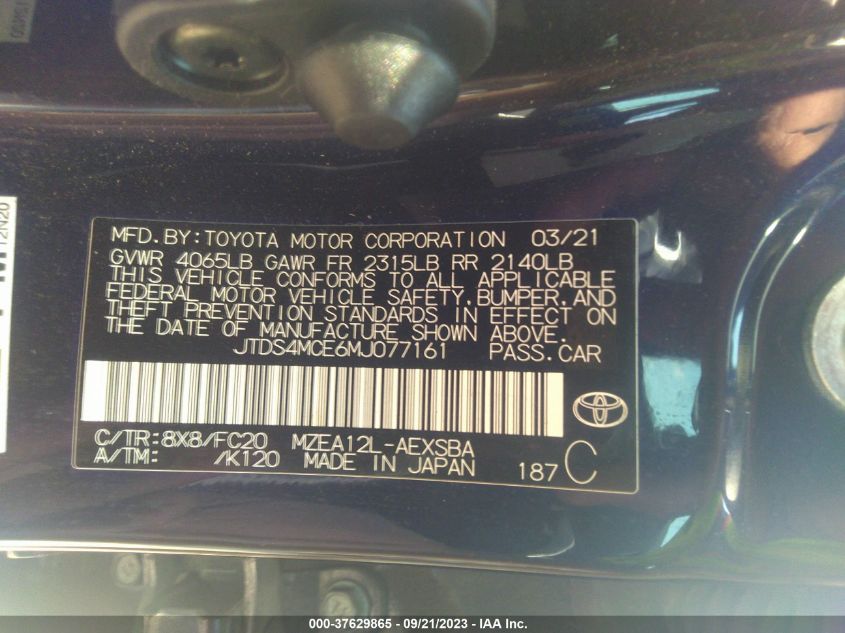 12N20
MFD.BY:TOYOTA MOTOR CORPORATION 03/21
GVWR 4065LB GAWR FR 2315LB RR 2140LB
THIS VEHICLE CONFORMS TO ALL APPLICABLE
FEDERAL MOTOR VEHICLE SAFETY,BUMPER,AND
THEFT PREVENTION STANDARDS IN EFFECT ON
THE DATE OF MANUFACTURE SHOWN ABOVE.
JTDS4MCE6MJ077161 PASS.CAR
C/TR:8X8/FC20 MZEA12L-AEXSBA
A/TM: /K120 MADE IN JAPAN 187 C
000-37629865 - 09/21/2023 - IAA Inc.